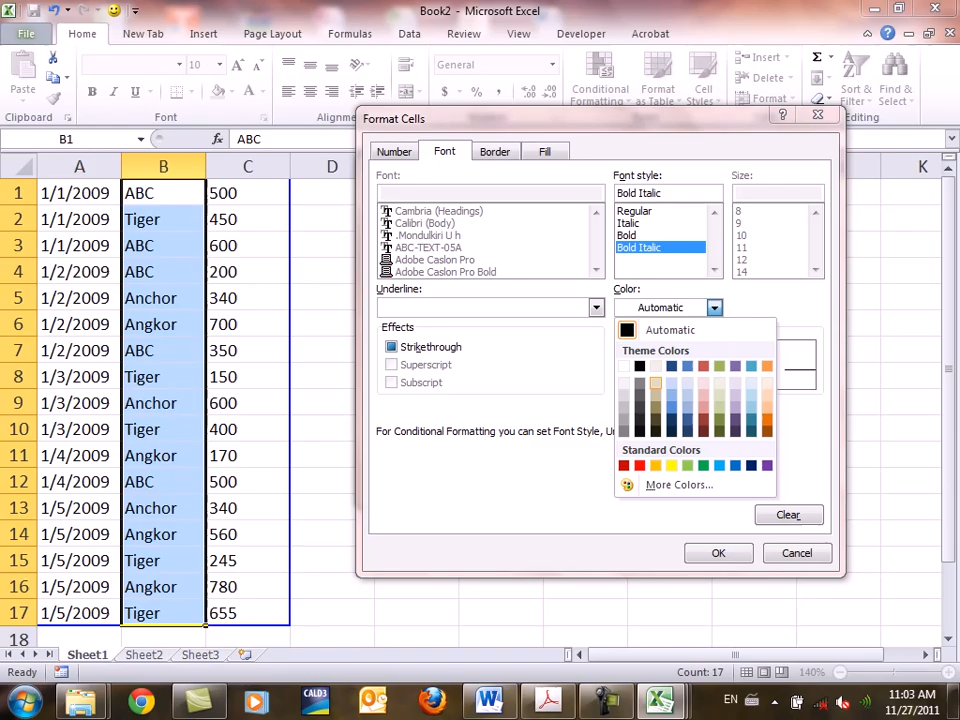 Book2 - Microsoft Excel
File Home New Tab Insert Page Layout Formulas Data Review View Developer Acrobat
10 General Insert
Paste B I U $ % , Conditional Formatting Format as Table Cell Styles Delete Format Sort & Filter Find & Select
Clipboard Font Alignme Editing
B1 fx ABC
A B C D K
1 1/1/2009 ABC 500
2 1/1/2009 Tiger 450
3 1/1/2009 ABC 600
4 1/2/2009 ABC 200
5 1/2/2009 Anchor 340
6 1/2/2009 Angkor 700
7 1/2/2009 ABC 350
8 1/3/2009 Tiger 150
9 1/3/2009 Anchor 600
10 1/3/2009 Tiger 400
11 1/4/2009 Angkor 170
12 1/4/2009 ABC 500
13 1/5/2009 Anchor 340
14 1/5/2009 Angkor 560
15 1/5/2009 Tiger 245
16 1/5/2009 Angkor 780
17 1/5/2009 Tiger 655
18
Format Cells
Number Font Border Fill
Font: Font style: Size:
Bold Italic
Cambria (Headings) Regular 8
Calibri (Body) Italic 9
.Mondulkiri U h Bold 10
ABC-TEXT-05A Bold Italic 11
Adobe Caslon Pro 12
Adobe Caslon Pro Bold 14
Underline: Color:
Automatic
Effects
Strikethrough
Superscript
Subscript
Automatic
Theme Colors
Standard Colors
More Colors...
For Conditional Formatting you can set Font Style, Un
Clear
OK Cancel
Sheet1 Sheet2 Sheet3
Ready Count: 17 140%
CALD3 EN 11:03 AM
11/27/2011